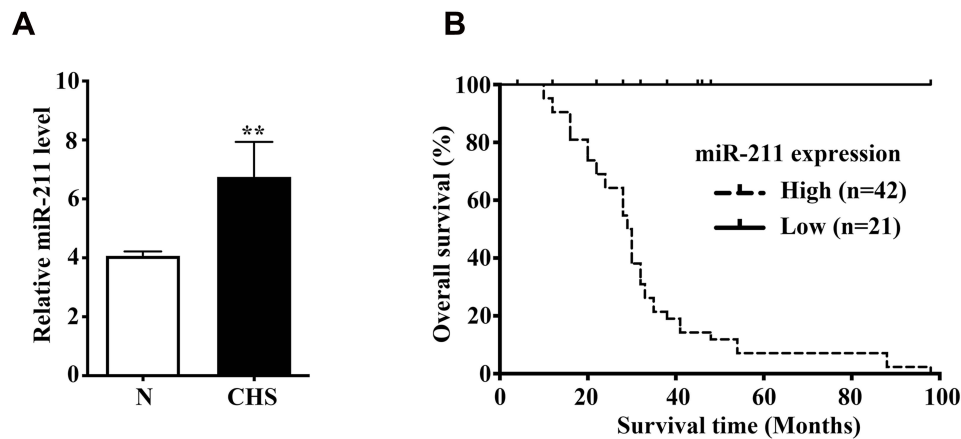 A
Relative miR-211 level
10
8
6
4
2
0
**
N
CHS
B
Overall survival (%)
100
80
60
40
20
0
miR-211 expression
High (n=42)
Low (n=21)
0 20 40 60 80 100
Survival time (Months)